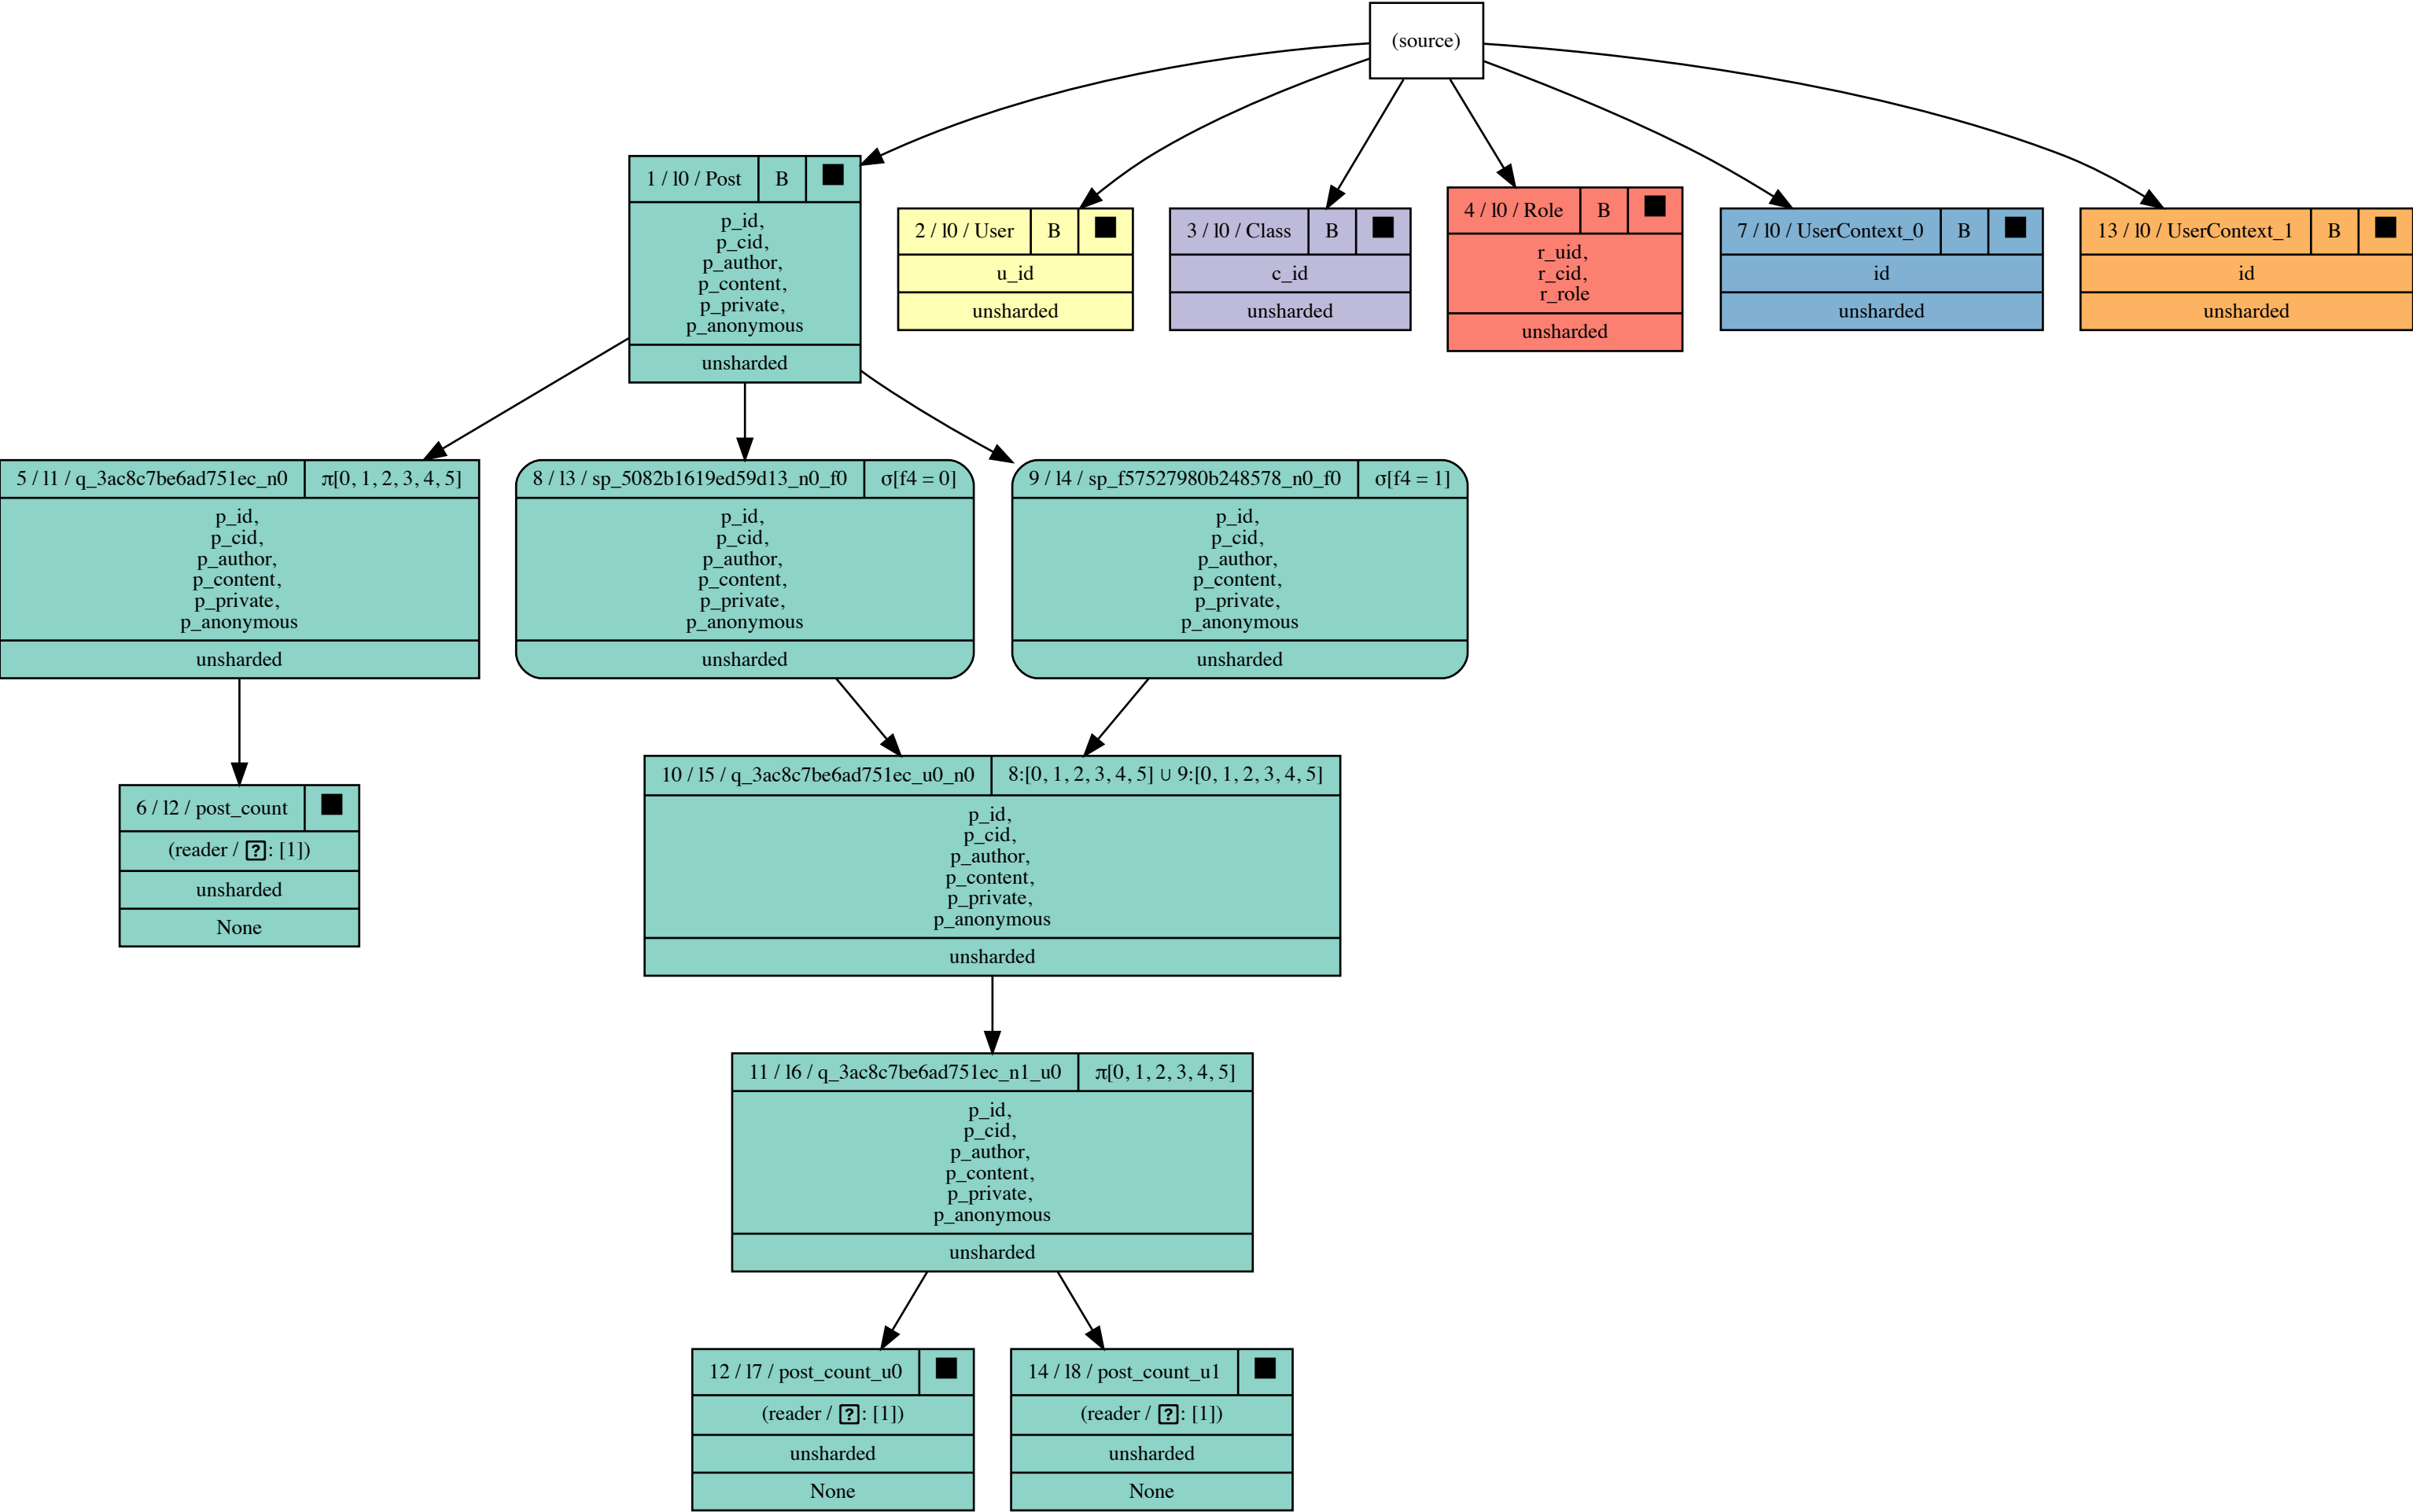 (source)
1 / l0 / Post B ■
p_id,
p_cid,
p_author,
p_content,
p_private,
p_anonymous
unsharded
2 / l0 / User B ■
u_id
unsharded
3 / l0 / Class B ■
c_id
unsharded
4 / l0 / Role B ■
r_uid,
r_cid,
r_role
unsharded
7 / l0 / UserContext_0 B ■
id
unsharded
13 / l0 / UserContext_1 B ■
id
unsharded
5 / l1 / q_3ac8c7be6ad751ec_n0 π[0, 1, 2, 3, 4, 5]
p_id,
p_cid,
p_author,
p_content,
p_private,
p_anonymous
unsharded
8 / l3 / sp_5082b1619ed59d13_n0_f0 σ[f4 = 0]
p_id,
p_cid,
p_author,
p_content,
p_private,
p_anonymous
unsharded
9 / l4 / sp_f57527980b248578_n0_f0 σ[f4 = 1]
p_id,
p_cid,
p_author,
p_content,
p_private,
p_anonymous
unsharded
6 / l2 / post_count ■
(reader / ⍰: [1])
unsharded
None
10 / l5 / q_3ac8c7be6ad751ec_u0_n0 8:[0, 1, 2, 3, 4, 5] ∪ 9:[0, 1, 2, 3, 4, 5]
p_id,
p_cid,
p_author,
p_content,
p_private,
p_anonymous
unsharded
11 / l6 / q_3ac8c7be6ad751ec_n1_u0 π[0, 1, 2, 3, 4, 5]
p_id,
p_cid,
p_author,
p_content,
p_private,
p_anonymous
unsharded
12 / l7 / post_count_u0 ■
(reader / ⍰: [1])
unsharded
None
14 / l8 / post_count_u1 ■
(reader / ⍰: [1])
unsharded
None